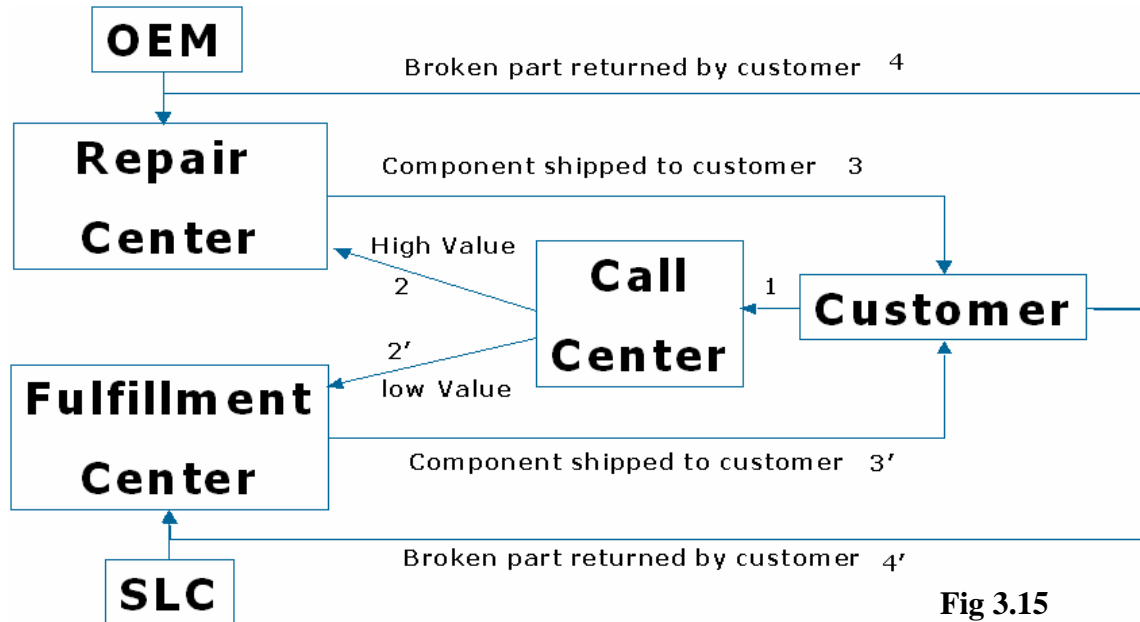 OEM
Broken part returned by customer 4
Repair
Center
Component shipped to customer 3
High Value
2
Call
Center
1
Customer
2'
low Value
Fulfillment
Center
Component shipped to customer 3'
Broken part returned by customer 4'
SLC
Fig 3.15